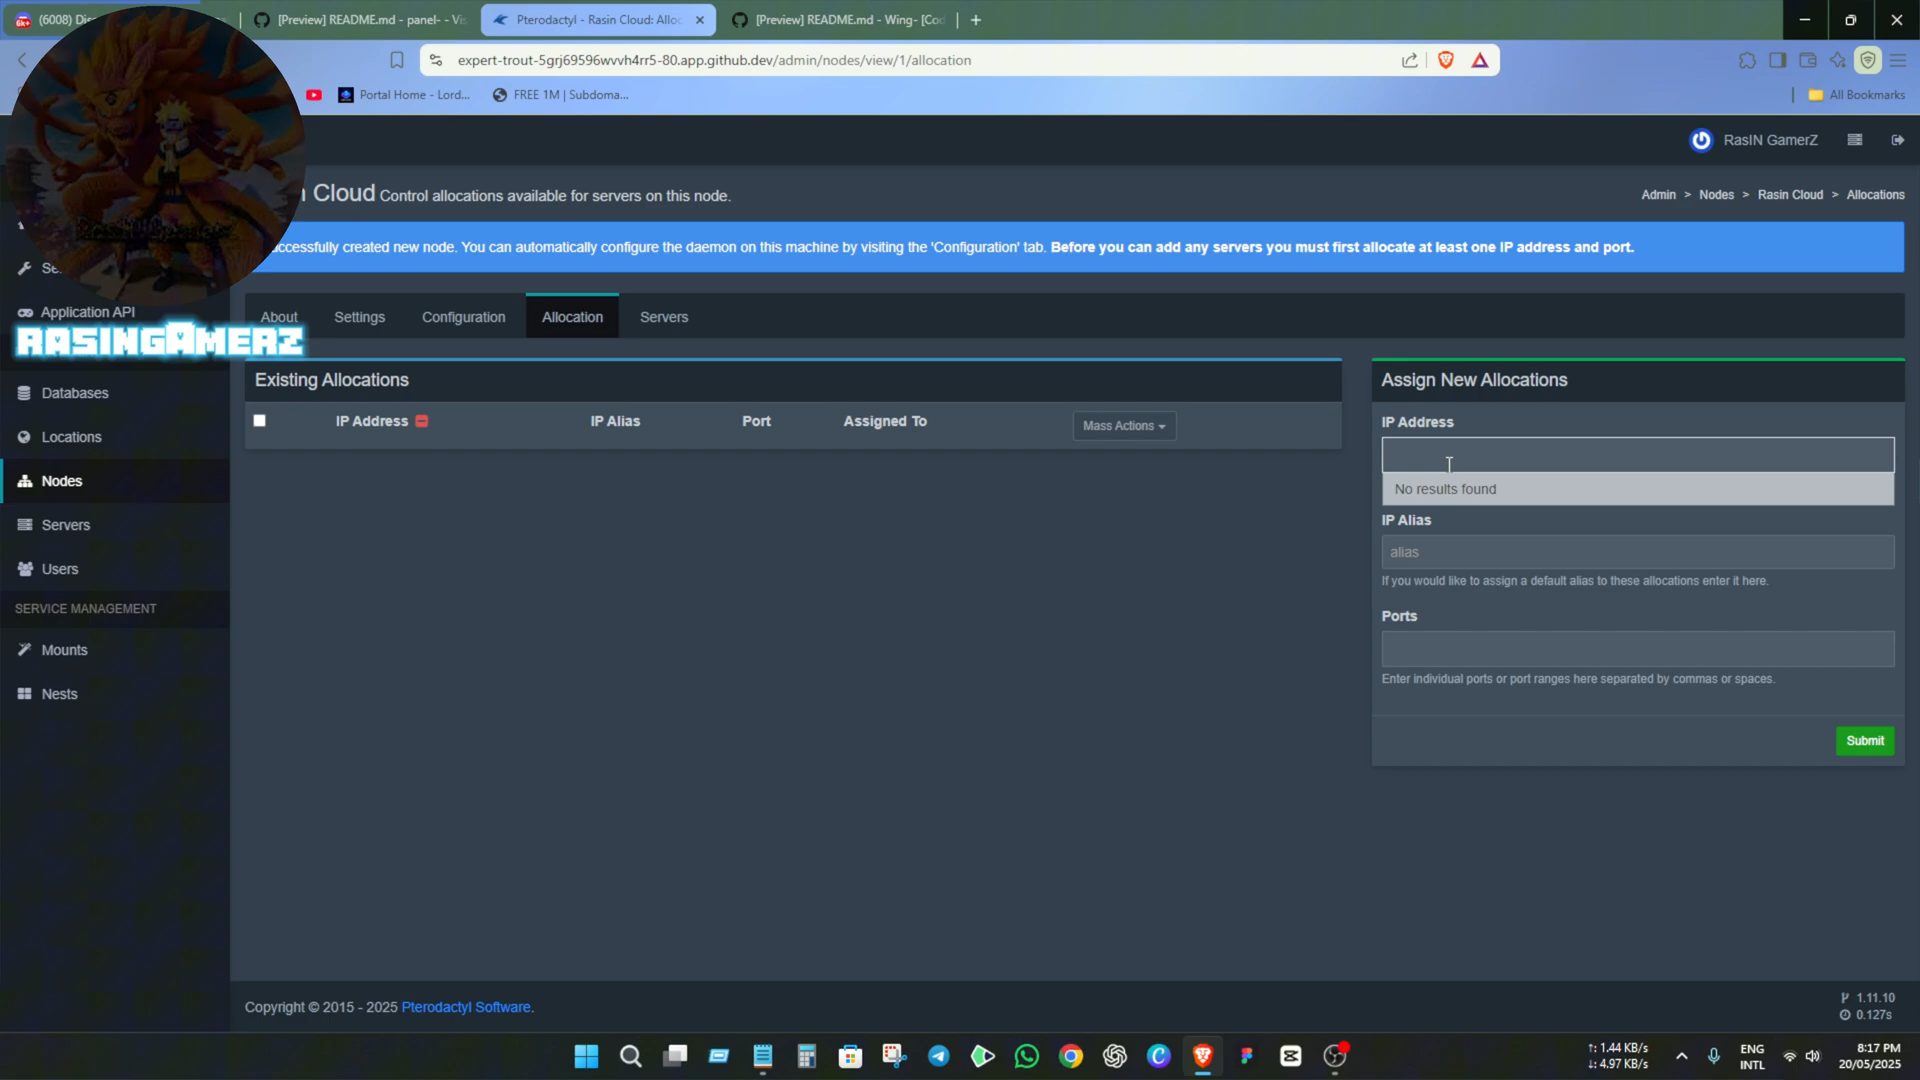 (6008) Dis
[Preview] README.md - panel- - Vis
Pterodactyl - Rasin Cloud: Alloc
[Preview] README.md - Wing- [Cod
expert-trout-5grj69596wvvh4rr5-80.app.github.dev/admin/nodes/view/1/allocation
Portal Home - Lord...
FREE 1M | Subdoma...
All Bookmarks
RasIN GamerZ
Cloud Control allocations available for servers on this node.
Admin > Nodes > Rasin Cloud > Allocations
uccessfully created new node. You can automatically configure the daemon on this machine by visiting the 'Configuration' tab. Before you can add any servers you must first allocate at least one IP address and port.
Se
Application API
RASINGAMERZ
About
Settings
Configuration
Allocation
Servers
Databases
Locations
Nodes
Servers
Users
SERVICE MANAGEMENT
Mounts
Nests
Existing Allocations
IP Address
IP Alias
Port
Assigned To
Mass Actions
Assign New Allocations
IP Address
No results found
IP Alias
alias
If you would like to assign a default alias to these allocations enter it here.
Ports
Enter individual ports or port ranges here separated by commas or spaces.
Submit
Copyright © 2015 - 2025 Pterodactyl Software.
1.11.10
0.127s
↑: 1.44 KB/s
↓: 4.97 KB/s
ENG
INTL
8:17 PM
20/05/2025